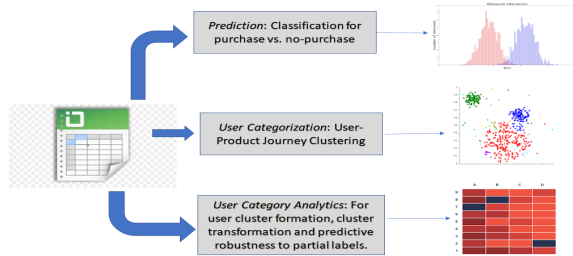 Prediction: Classification for
purchase vs. no-purchase
User Categorization: User-
Product Journey Clustering
User Category Analytics: For
user cluster formation, cluster
transformation and predictive
robustness to partial labels.
A B C D